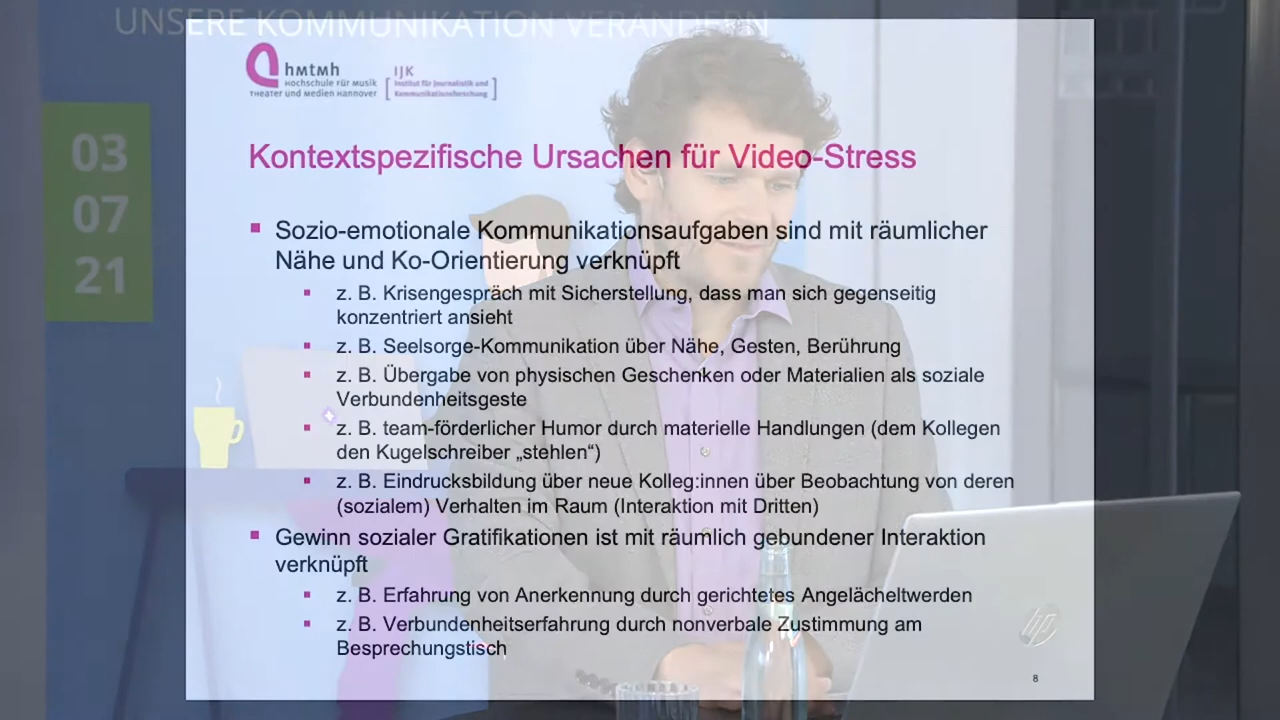 UNSERE KOMMUNIKATION VERÄNDERN
03
07
21
hmtmh
Hochschule für Musik
Theater und Medien Hannover
IJK
Institut für Journalistik und
Kommunikationsforschung
Kontextspezifische Ursachen für Video-Stress
Sozio-emotionale Kommunikationsaufgaben sind mit räumlicher
Nähe und Ko-Orientierung verknüpft
z. B. Krisengespräch mit Sicherstellung, dass man sich gegenseitig
konzentriert ansieht
z. B. Seelsorge-Kommunikation über Nähe, Gesten, Berührung
z. B. Übergabe von physischen Geschenken oder Materialien als soziale
Verbundenheitsgeste
z. B. team-förderlicher Humor durch materielle Handlungen (dem Kollegen
den Kugelschreiber „stehlen“)
z. B. Eindrucksbildung über neue Kolleg:innen über Beobachtung von deren
(sozialem) Verhalten im Raum (Interaktion mit Dritten)
Gewinn sozialer Gratifikationen ist mit räumlich gebundener Interaktion
verknüpft
z. B. Erfahrung von Anerkennung durch gerichtetes Angelächeltwerden
z. B. Verbundenheitserfahrung durch nonverbale Zustimmung am
Besprechungstisch
hp
8